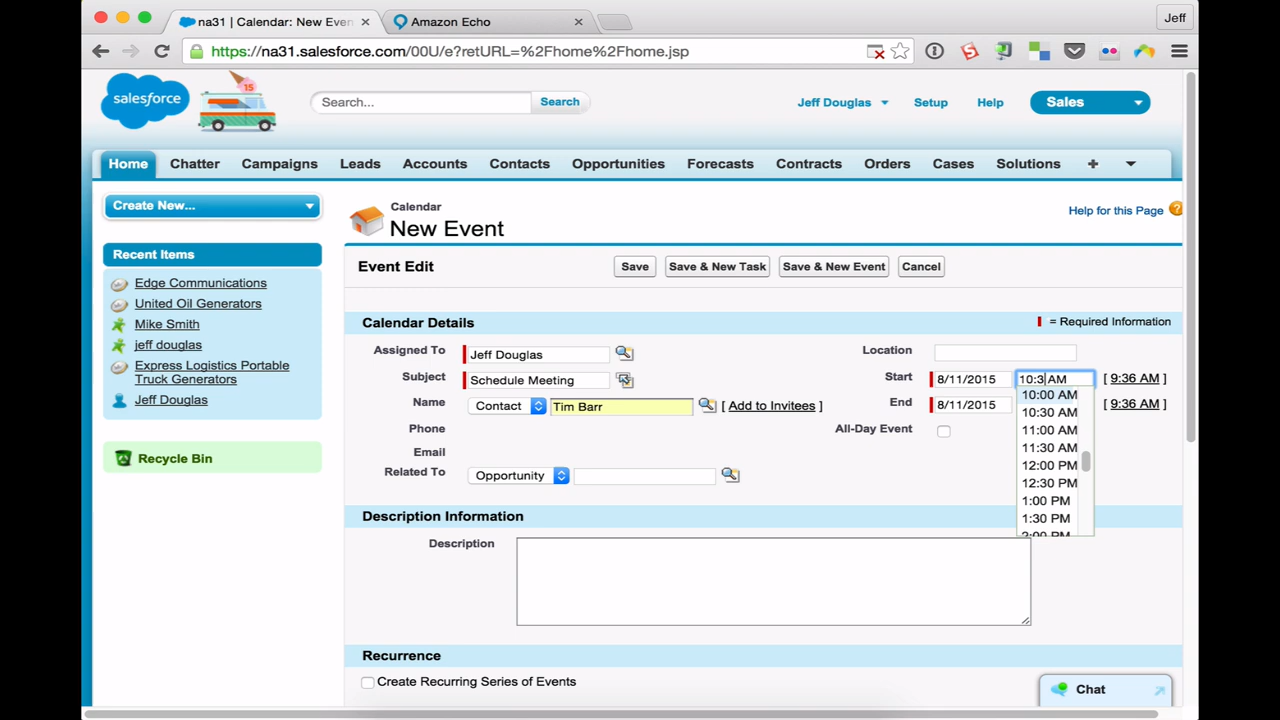 na31 | Calendar: New Even
Amazon Echo
Jeff
https://na31.salesforce.com/00U/e?retURL=%2Fhome%2Fhome.jsp
salesforce
15
Search...
Search
Jeff Douglas
Setup
Help
Sales
Home Chatter Campaigns Leads Accounts Contacts Opportunities Forecasts Contracts Orders Cases Solutions +
Create New...
Recent Items
Edge Communications
United Oil Generators
Mike Smith
jeff douglas
Express Logistics Portable
Truck Generators
Jeff Douglas
Recycle Bin
Calendar
New Event
Help for this Page ?
Event Edit
Save
Save & New Task
Save & New Event
Cancel
Calendar Details
= Required Information
Assigned To Jeff Douglas
Subject Schedule Meeting
Name Contact Tim Barr [ Add to Invitees ]
Phone
Email
Related To Opportunity
Location
Start 8/11/2015 10:3 AM [ 9:36 AM ]
End 8/11/2015 [ 9:36 AM ]
All-Day Event
10:00 AM
10:30 AM
11:00 AM
11:30 AM
12:00 PM
12:30 PM
1:00 PM
1:30 PM
2:00 PM
Description Information
Description
Recurrence
Create Recurring Series of Events
Chat